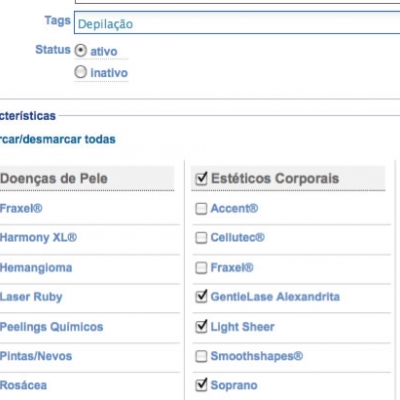 Tags Depilação
Status ativo
inativo
cterísticas
rcar/desmarcar todas
Doenças de Pele
Estéticos Corporais
Fraxel®
Accent®
Harmony XL®
Cellutec®
Hemangioma
Fraxel®
Laser Ruby
GentleLase Alexandrita
Peelings Químicos
Light Sheer
Pintas/Nevos
Smoothshapes®
Rosácea
Soprano